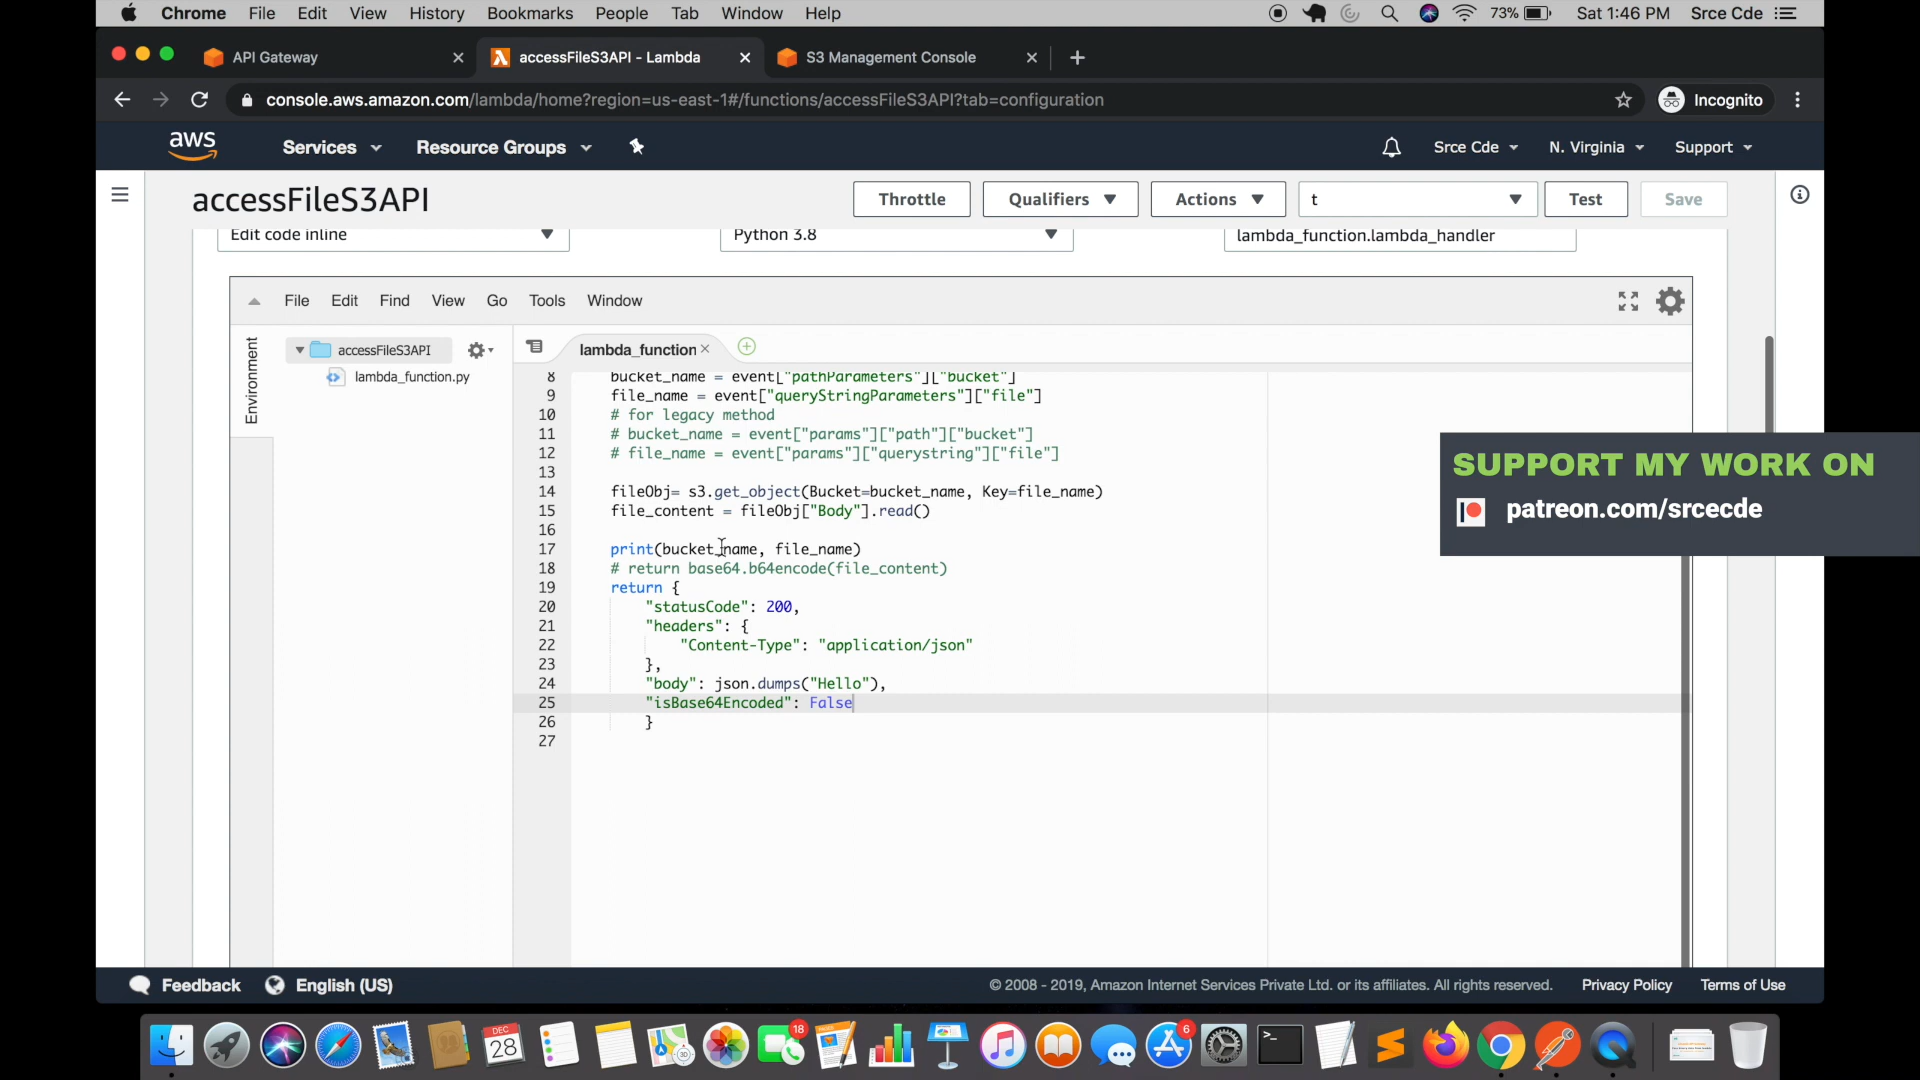 Chrome File Edit View History Bookmarks People Tab Window Help 73% Sat 1:46 PM Srce Cde
API Gateway accessFileS3API - Lambda S3 Management Console
console.aws.amazon.com/lambda/home?region=us-east-1#/functions/accessFileS3API?tab=configuration Incognito
aws Services Resource Groups Srce Cde N. Virginia Support
accessFileS3API Throttle Qualifiers Actions t Test Save
Edit code inline Python 3.8 lambda_function.lambda_handler
File Edit Find View Go Tools Window
Environment
accessFileS3API
lambda_function.py
lambda_function
8 bucket_name = event["pathParameters"]["bucket"]
9 file_name = event["queryStringParameters"]["file"]
10 # for legacy method
11 # bucket_name = event["params"]["path"]["bucket"]
12 # file_name = event["params"]["querystring"]["file"]
13
14 fileObj= s3.get_object(Bucket=bucket_name, Key=file_name)
15 file_content = fileObj["Body"].read()
16
17 print(bucket_name, file_name)
18 # return base64.b64encode(file_content)
19 return {
20 "statusCode": 200,
21 "headers": {
22 "Content-Type": "application/json"
23 },
24 "body": json.dumps("Hello"),
25 "isBase64Encoded": False
26 }
27
SUPPORT MY WORK ON
patreon.com/srcecde
Feedback English (US) © 2008 - 2019, Amazon Internet Services Private Ltd. or its affiliates. All rights reserved. Privacy Policy Terms of Use
DEC
28
18
6